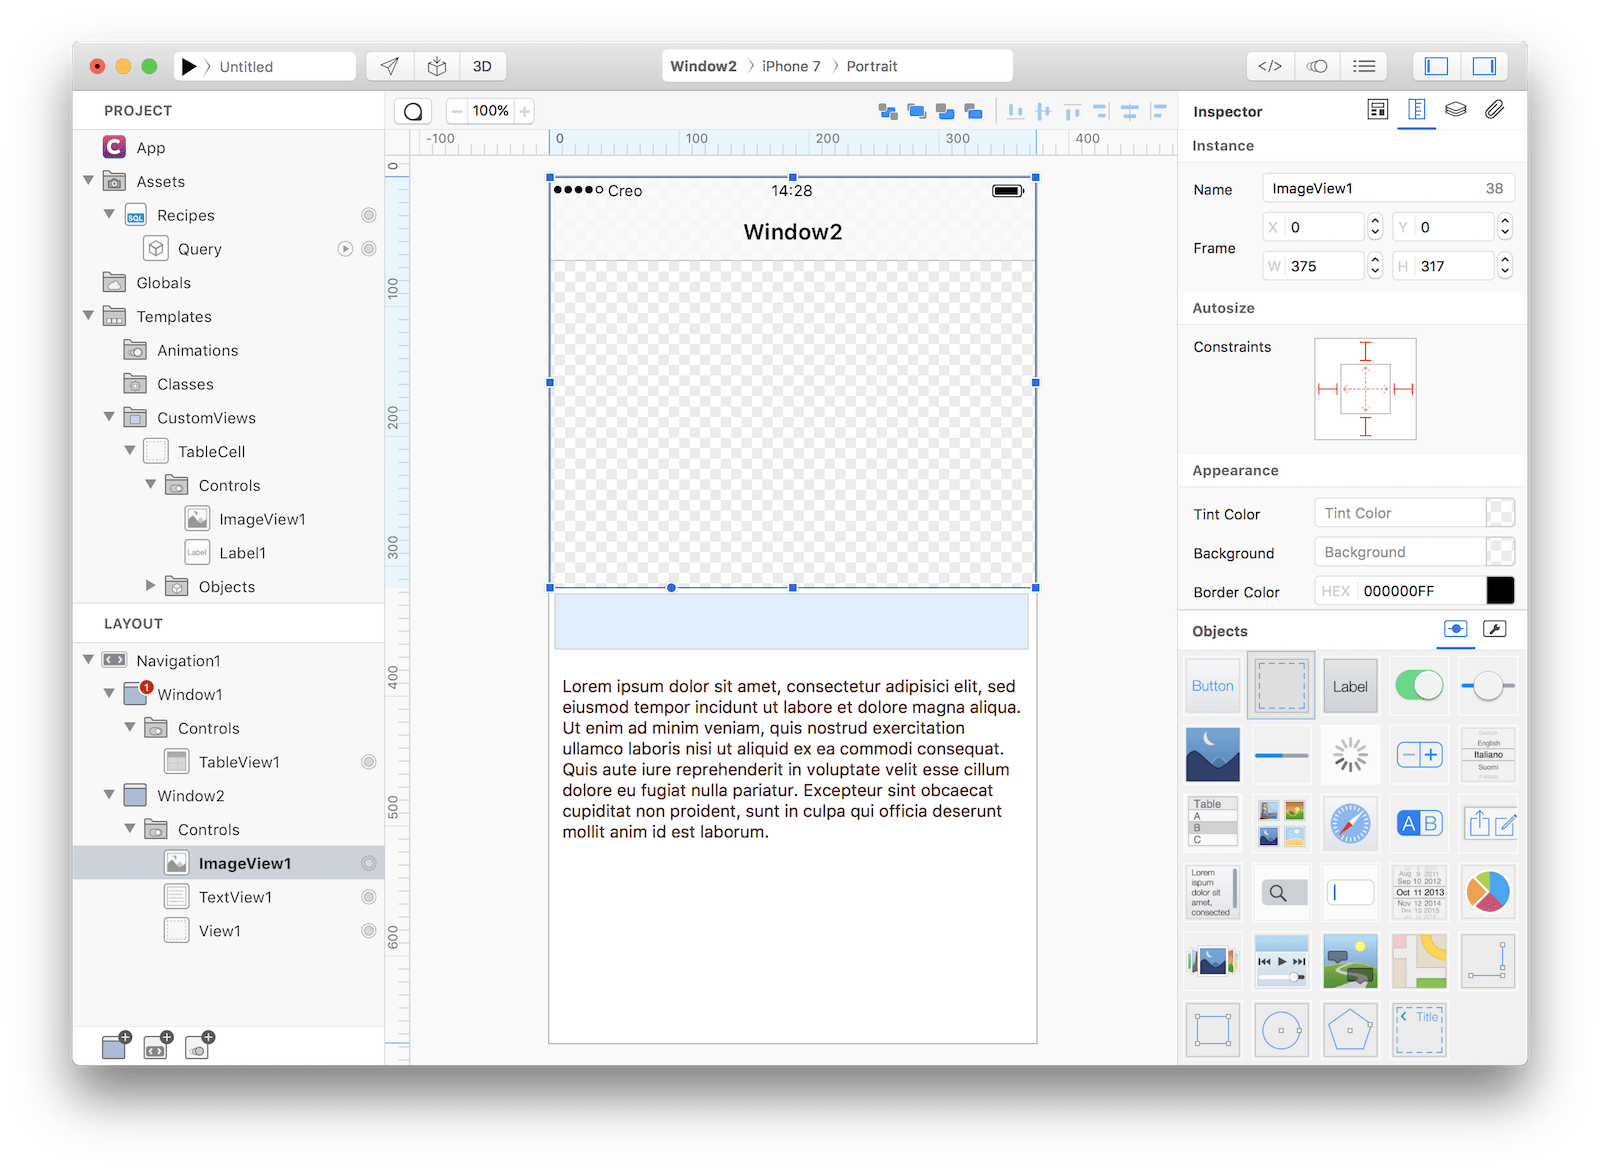 Untitled
3D
Window2 〉 iPhone 7 〉 Portrait
</>
PROJECT
App
Assets
SQL
Recipes
Query
Globals
Templates
Animations
Classes
CustomViews
TableCell
Controls
ImageView1
Label
Label1
Objects
LAYOUT
Navigation1
1
Window1
Controls
TableView1
Window2
Controls
ImageView1
TextView1
View1
100%
-100
0
100
200
300
400
0
100
200
300
400
500
600
Creo
14:28
Window2
Lorem ipsum dolor sit amet, consectetur adipisici elit, sed
eiusmod tempor incidunt ut labore et dolore magna aliqua.
Ut enim ad minim veniam, quis nostrud exercitation
ullamco laboris nisi ut aliquid ex ea commodi consequat.
Quis aute iure reprehenderit in voluptate velit esse cillum
dolore eu fugiat nulla pariatur. Excepteur sint obcaecat
cupiditat non proident, sunt in culpa qui officia deserunt
mollit anim id est laborum.
Inspector
Instance
Name
ImageView1 38
Frame
X 0
Y 0
W 375
H 317
Autosize
Constraints
Appearance
Tint Color Tint Color
Background Background
Border Color HEX 000000FF
Objects
Button
Label
English
Italiano
Suomi
Table
A
B
C
A B
Lorem
ispum
dolor sit
amet,
consected
Aug 9 2011
Sep 10 2012
Oct 11 2013
Nov 12 2014
Dec 13 2015
Title